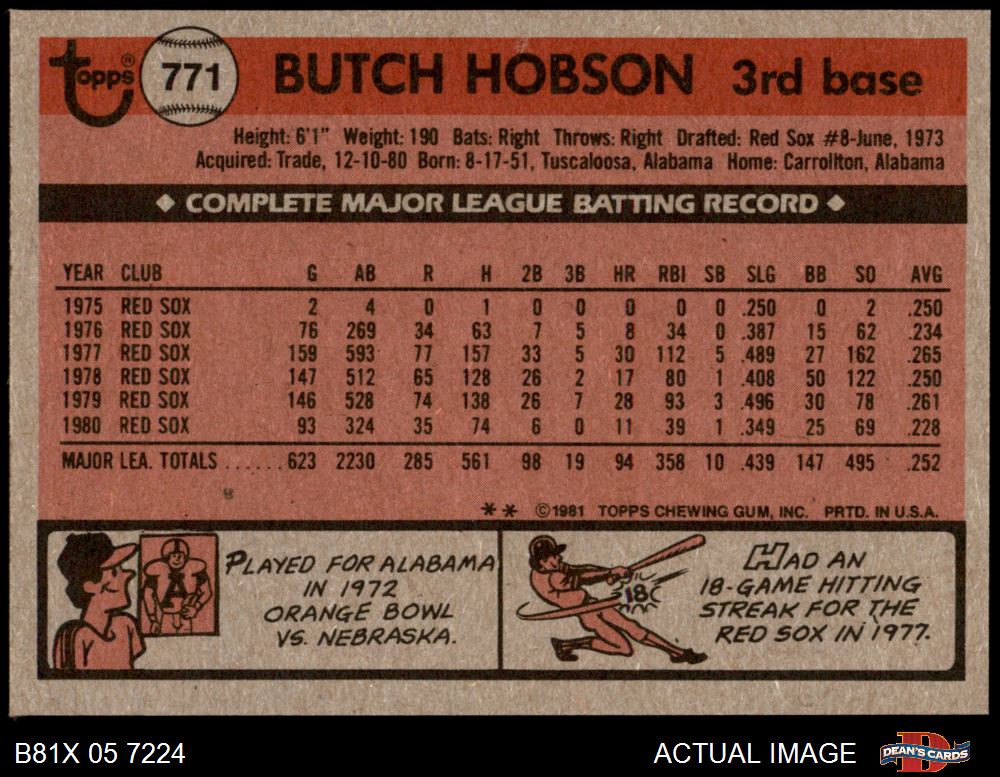 topps®
771
BUTCH HOBSON 3rd base
Height: 6'1" Weight: 190 Bats: Right Throws: Right Drafted: Red Sox #8-June, 1973
Acquired: Trade, 12-10-80 Born: 8-17-51, Tuscaloosa, Alabama Home: Carrollton, Alabama
◆ COMPLETE MAJOR LEAGUE BATTING RECORD ◆
YEAR CLUB G AB R H 2B 3B HR RBI SB SLG BB SO AVG
1975 RED SOX 2 4 0 1 0 0 0 0 0 .250 0 2 .250
1976 RED SOX 76 269 34 63 7 5 8 34 0 .387 15 62 .234
1977 RED SOX 159 593 77 157 33 5 30 112 5 .489 27 162 .265
1978 RED SOX 147 512 65 128 26 2 17 80 1 .408 50 122 .250
1979 RED SOX 146 528 74 138 26 7 28 93 3 .496 30 78 .261
1980 RED SOX 93 324 35 74 6 0 11 39 1 .349 25 69 .228
MAJOR LEA. TOTALS ...... 623 2230 285 561 98 19 94 358 10 .439 147 495 .252
** ©1981 TOPPS CHEWING GUM, INC. PRTD. IN U.S.A.
A
PLAYED FOR ALABAMA
IN 1972
ORANGE BOWL
VS. NEBRASKA.
18
HAD AN
18-GAME HITTING
STREAK FOR THE
RED SOX IN 1977.
B81X 05 7224
ACTUAL IMAGE
D
DEAN'S CARDS